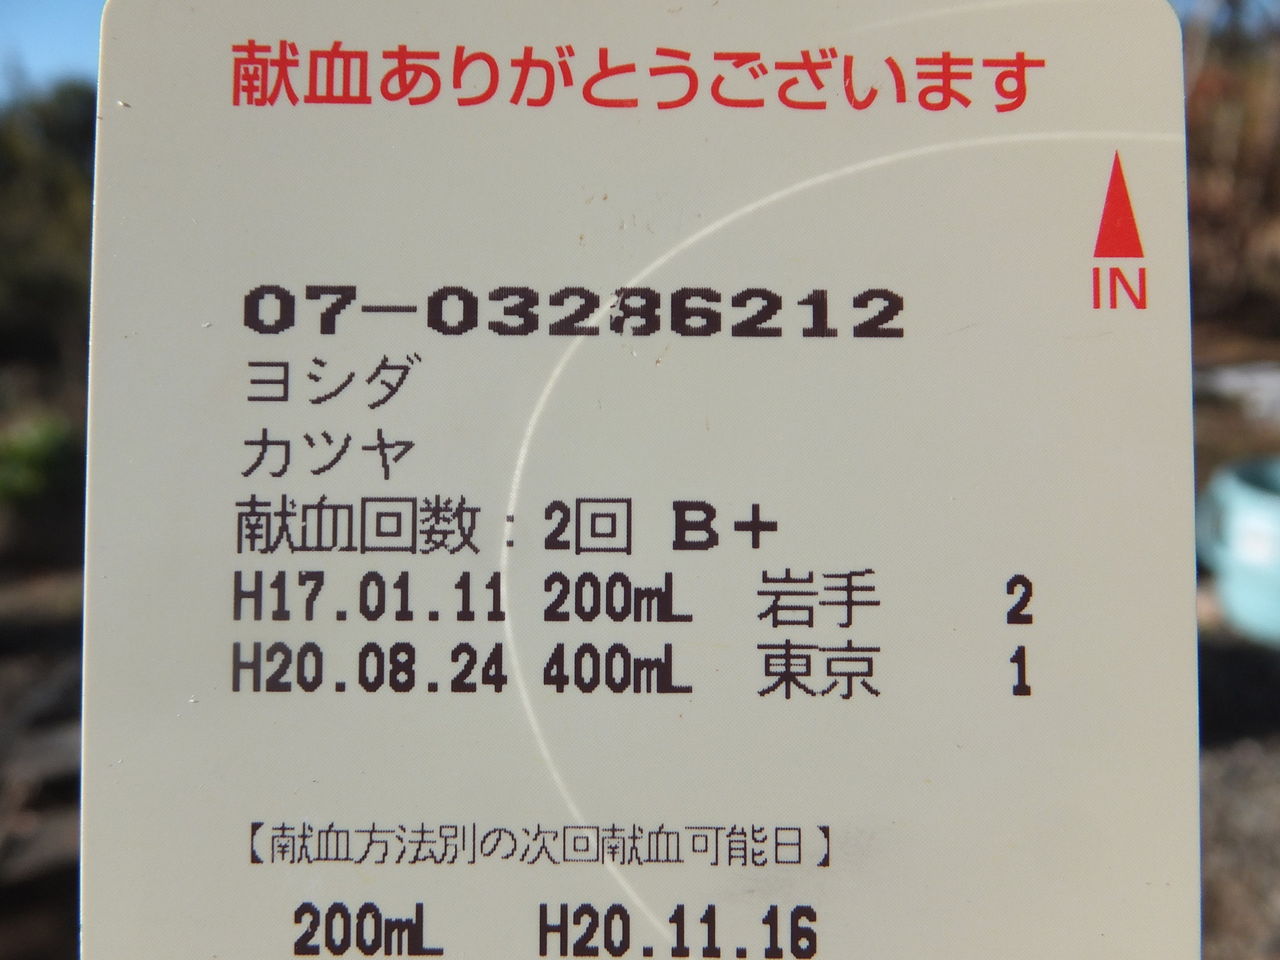 献血ありがとうございます
IN
07-03286212
ヨシダ
カツヤ
献血回数:2回 B+
H17.01.11 200mL 岩手 2
H20.08.24 400mL 東京 1
【献血方法別の次回献血可能日】
200mL H20.11.16